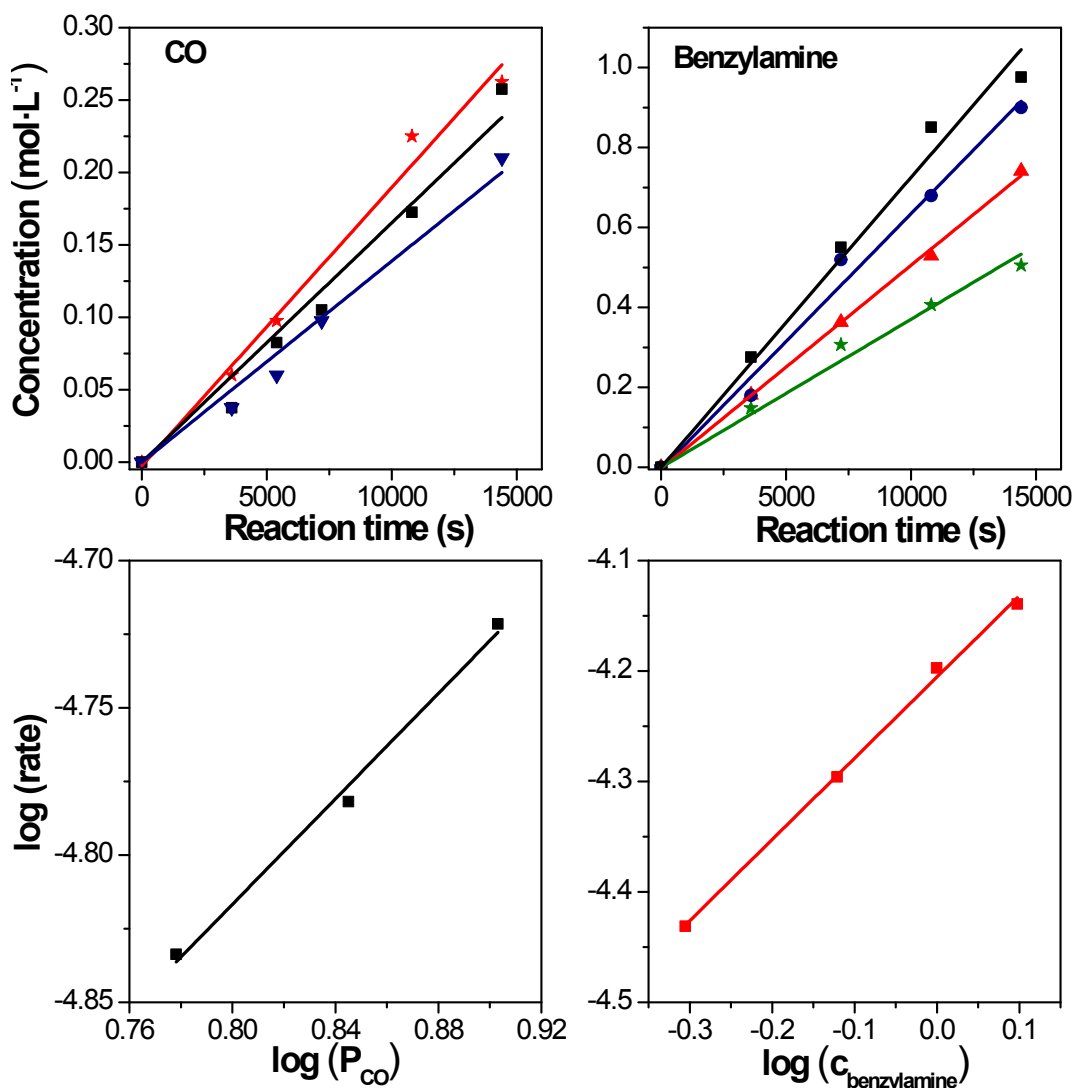 CO
Concentration (mol·L⁻¹)
0.30
0.25
0.20
0.15
0.10
0.05
0.00
0 5000 10000 15000
Reaction time (s)
Benzylamine
1.0
0.8
0.6
0.4
0.2
0.0
0 5000 10000 15000
Reaction time (s)
log (rate)
-4.70
-4.75
-4.80
-4.85
0.76 0.80 0.84 0.88 0.92
log (P_CO)
-4.1
-4.2
-4.3
-4.4
-4.5
-0.3 -0.2 -0.1 0.0 0.1
log (c_benzylamine)